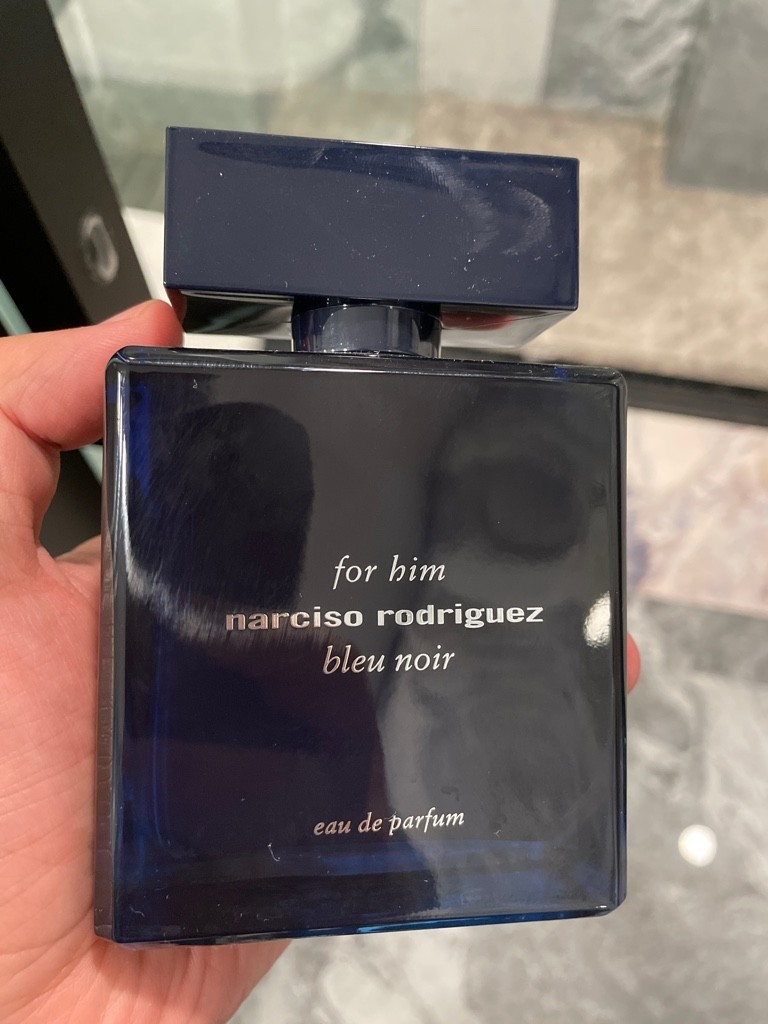 for him
narciso rodriguez
bleu noir
eau de parfum